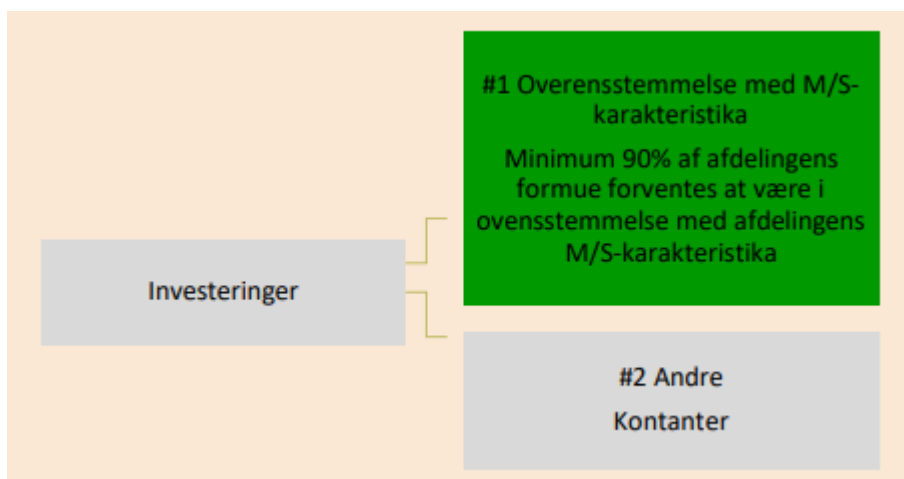 #1 Overensstemmelse med M/S-
karakteristika
Minimum 90% af afdelingens
formue forventes at være i
ovensstemmelse med afdelingens
M/S-karakteristika
Investeringer
#2 Andre
Kontanter